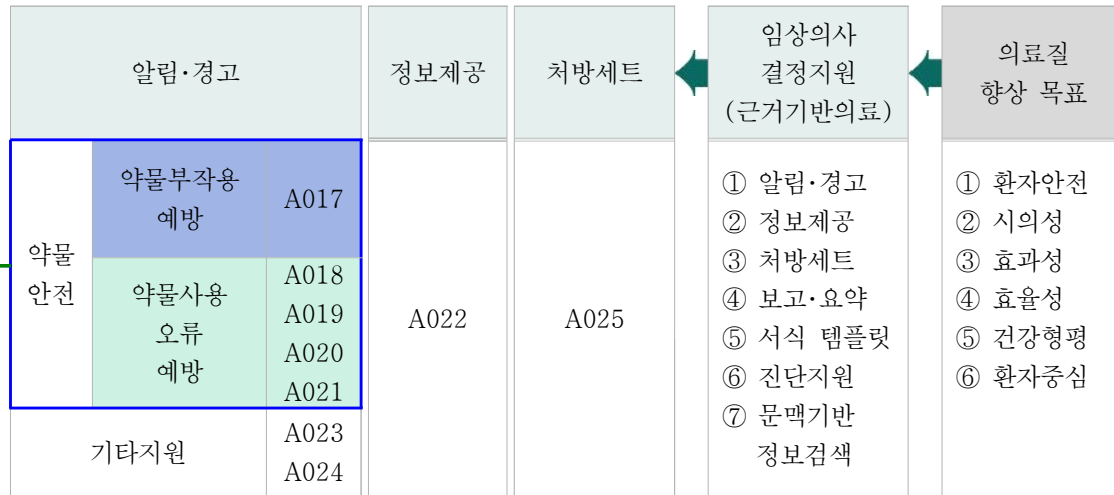 알림·경고
정보제공
처방세트
임상의사
결정지원
(근거기반의료)
의료질
향상 목표
약물
안전
약물부작용
예방
A017
약물사용
오류
예방
A018
A019
A020
A021
기타지원
A023
A024
A022
A025
① 알림·경고
② 정보제공
③ 처방세트
④ 보고·요약
⑤ 서식 템플릿
⑥ 진단지원
⑦ 문맥기반
정보검색
① 환자안전
② 시의성
③ 효과성
④ 효율성
⑤ 건강형평
⑥ 환자중심